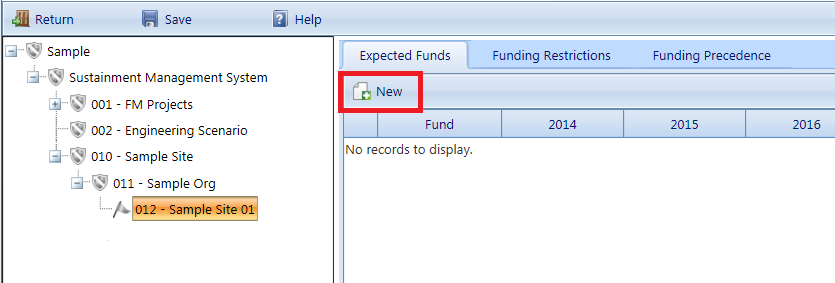 Return Save Help
Sample
Sustainment Management System
001 - FM Projects
002 - Engineering Scenario
010 - Sample Site
011 - Sample Org
012 - Sample Site 01
Expected Funds Funding Restrictions Funding Precedence
New
Fund 2014 2015 2016
No records to display.